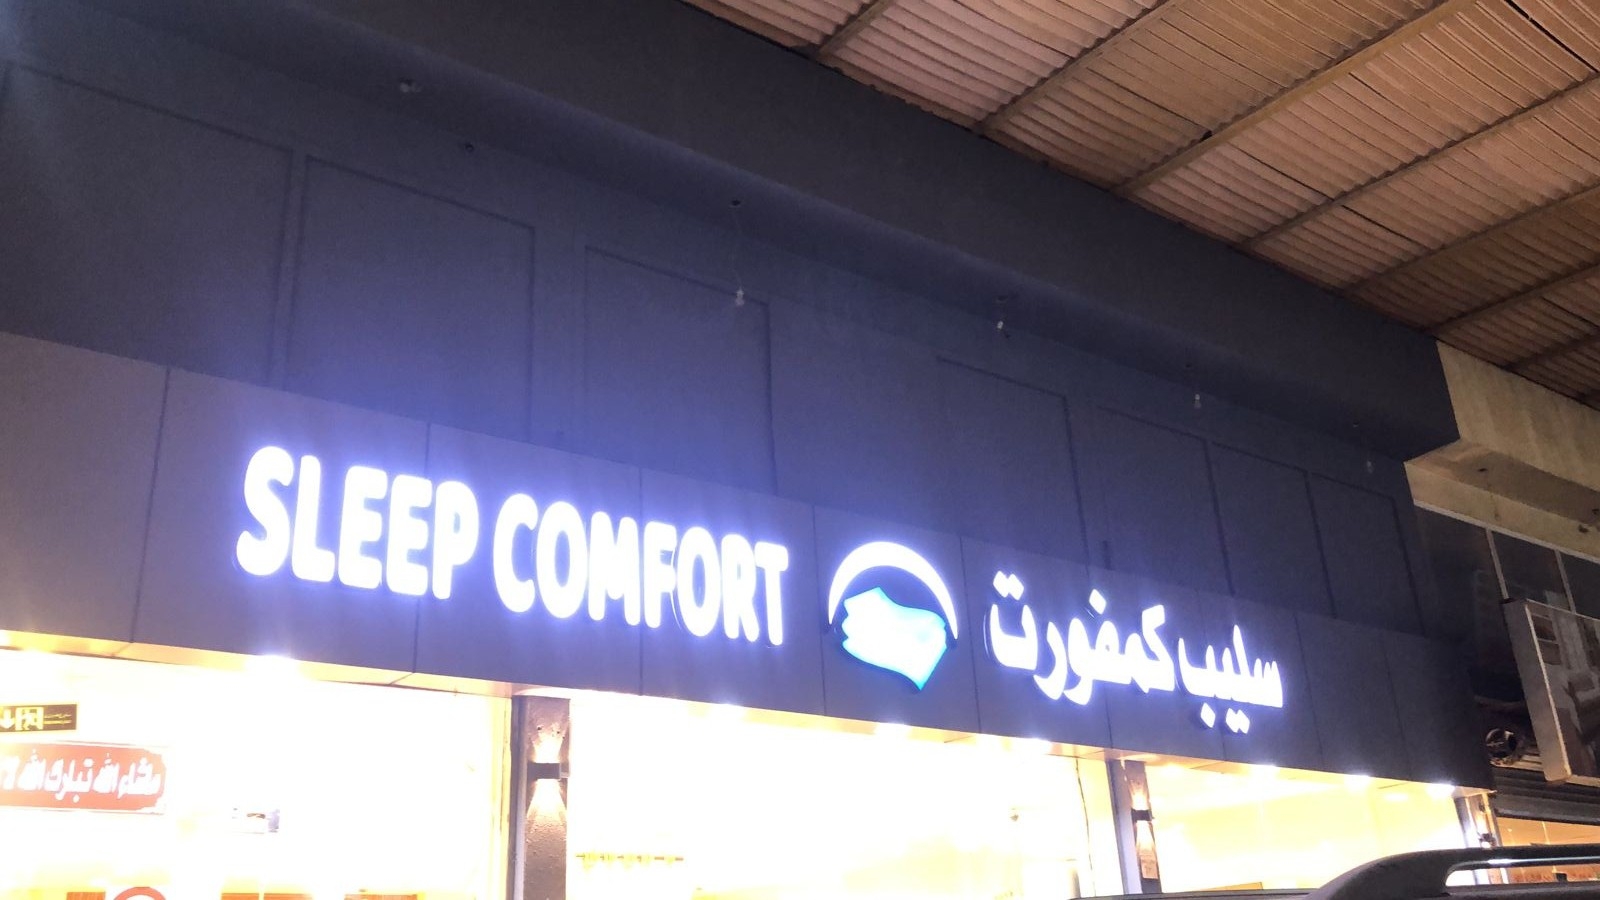 SLEEP COMFORT
سليب كمفورت
ماشاء الله تبارك الله